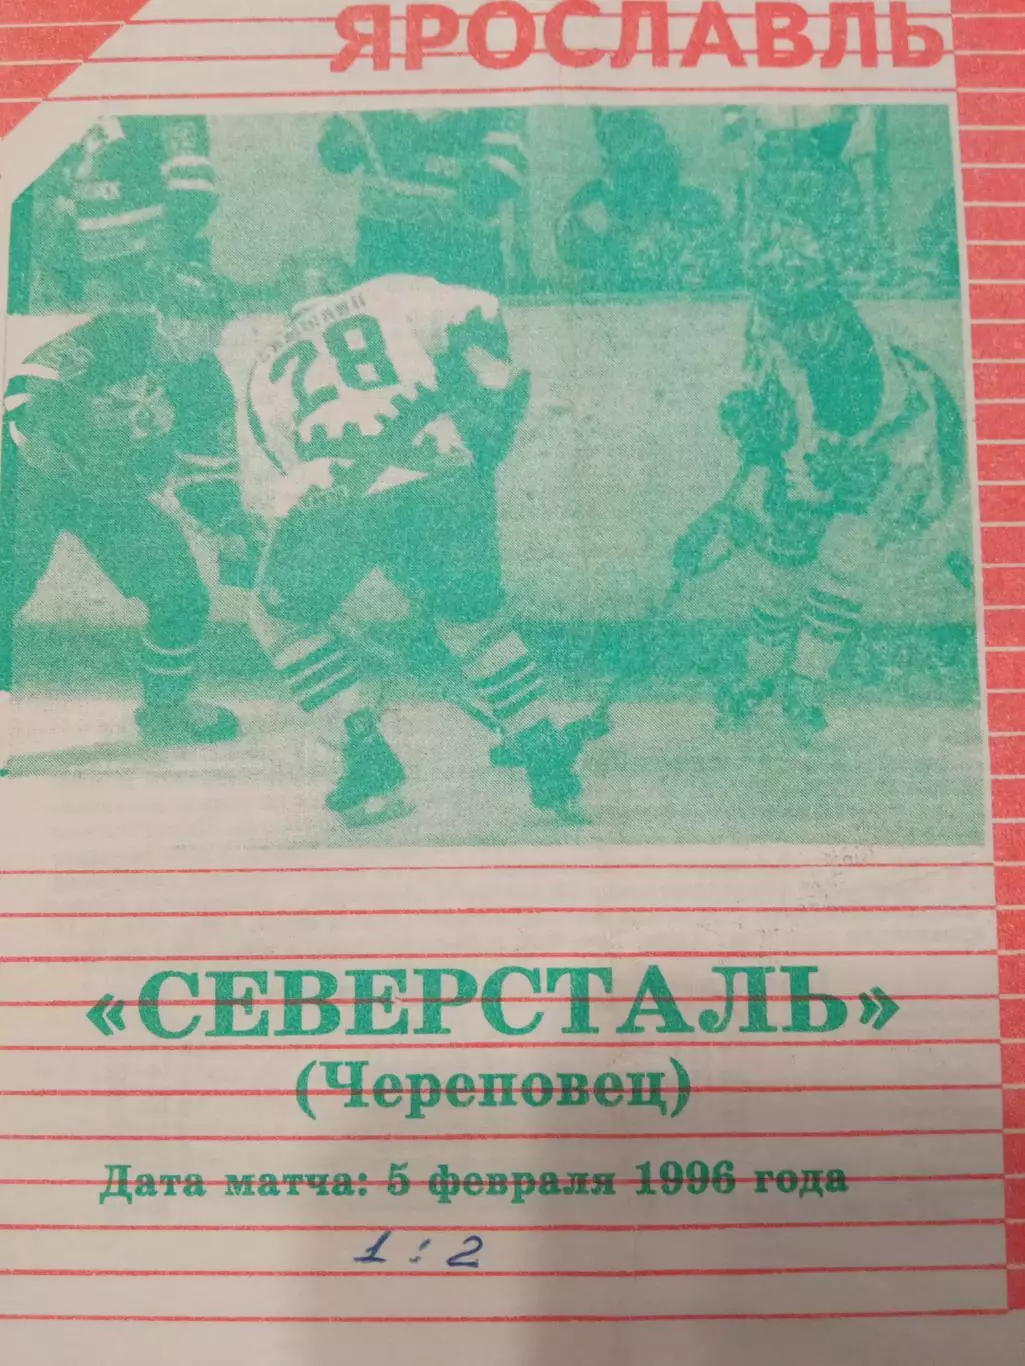 ЯРОСЛАВЛЬ
28
«СЕВЕРСТАЛЬ»
(Череповец)
Дата матча: 5 февраля 1996 года
1 : 2